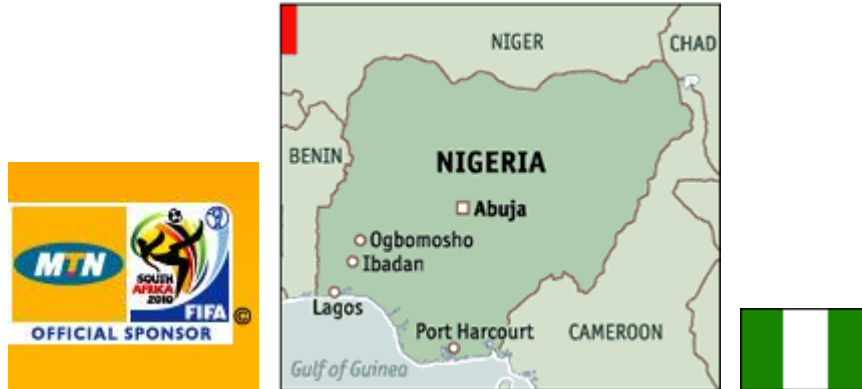 MTN
SOUTH
AFRIKA
2010
FIFA
©
OFFICIAL SPONSOR
NIGER
CHAD
BENIN
NIGERIA
Abuja
Ogbomosho
Ibadan
Lagos
Port Harcourt
CAMEROON
Gulf of Guinea